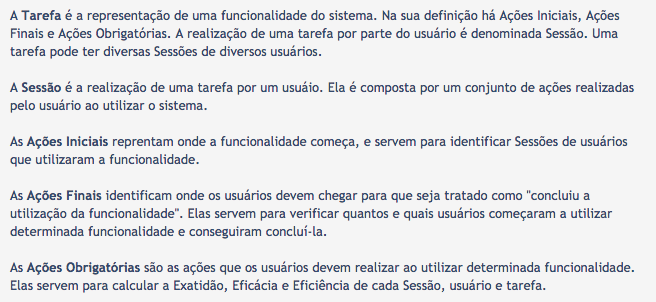 A Tarefa é a representação de uma funcionalidade do sistema. Na sua definição há Ações Iniciais, Ações
Finais e Ações Obrigatórias. A realização de uma tarefa por parte do usuário é denominada Sessão. Uma
tarefa pode ter diversas Sessões de diversos usuários.
A Sessão é a realização de uma tarefa por um usuáio. Ela é composta por um conjunto de ações realizadas
pelo usuário ao utilizar o sistema.
As Ações Iniciais reprentam onde a funcionalidade começa, e servem para identificar Sessões de usuários
que utilizaram a funcionalidade.
As Ações Finais identificam onde os usuários devem chegar para que seja tratado como "concluiu a
utilização da funcionalidade". Elas servem para verificar quantos e quais usuários começaram a utilizar
determinada funcionalidade e conseguiram concluí-la.
As Ações Obrigatórias são as ações que os usuários devem realizar ao utilizar determinada funcionalidade.
Elas servem para calcular a Exatidão, Eficácia e Eficiência de cada Sessão, usuário e tarefa.